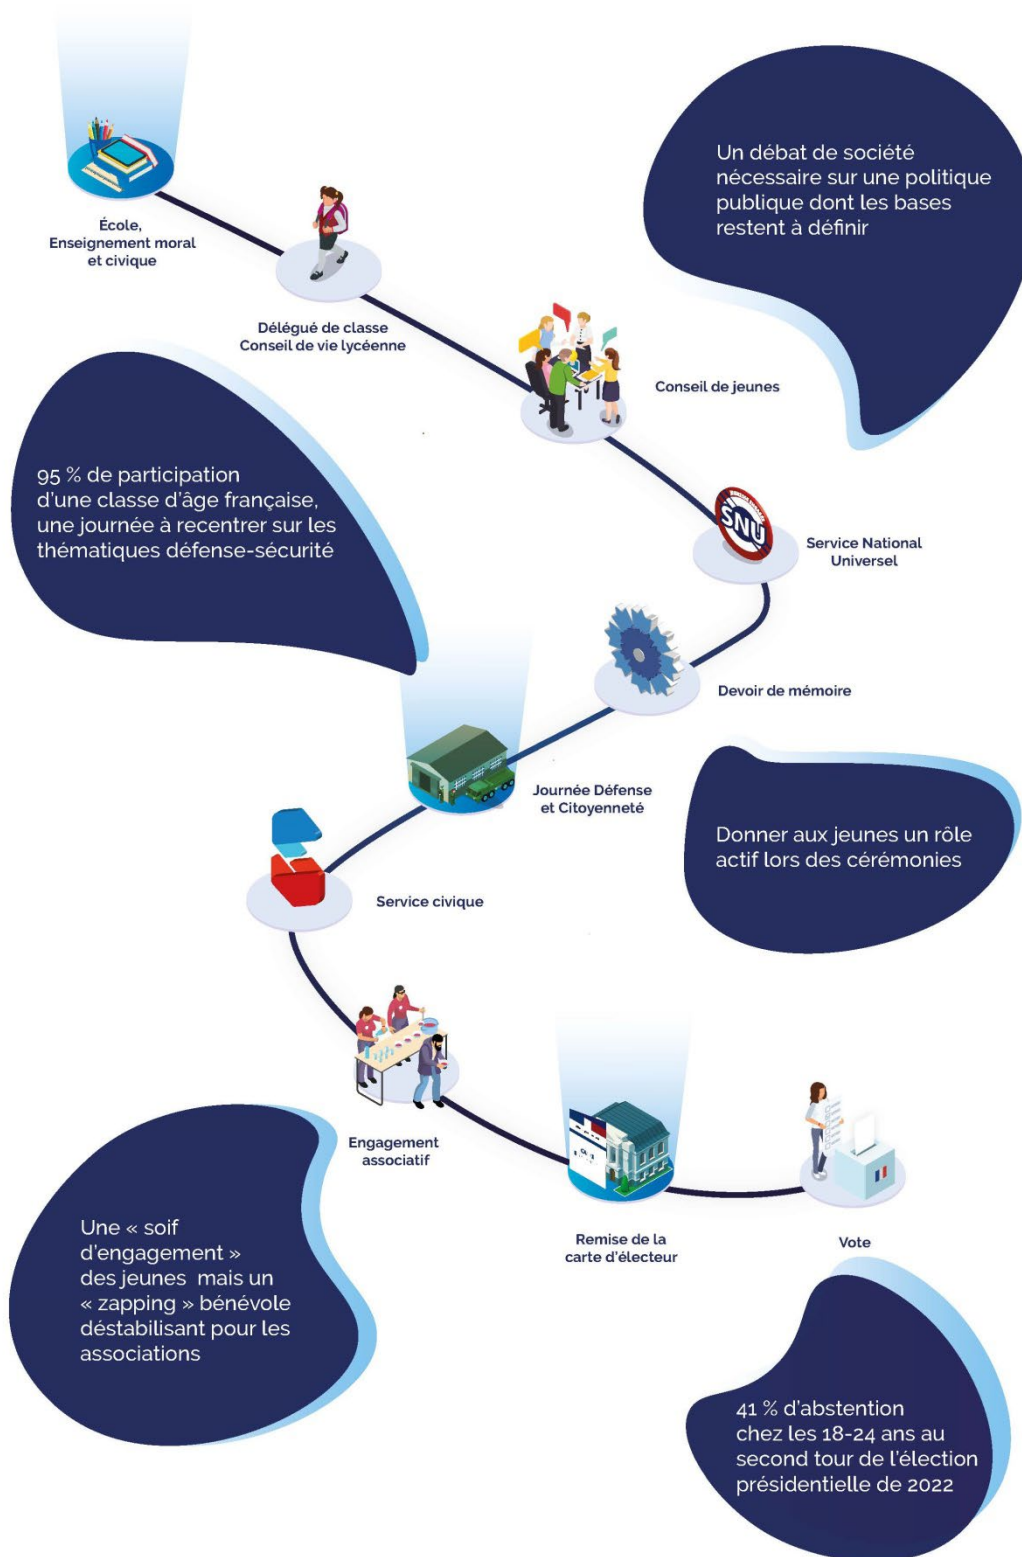 École,
Enseignement moral
et civique
Un débat de société
nécessaire sur une politique
publique dont les bases
restent à définir
Délégué de classe
Conseil de vie lycéenne
Conseil de jeunes
95 % de participation
d'une classe d'âge française,
une journée à recentrer sur les
thématiques défense-sécurité
SNU
Service National
Universel
Devoir de mémoire
Journée Défense
et Citoyenneté
Donner aux jeunes un rôle
actif lors des cérémonies
Service civique
Engagement
associatif
Remise de la
carte d'électeur
Vote
Une « soif
d'engagement »
des jeunes mais un
« zapping » bénévole
déstabilisant pour les
associations
41 % d'abstention
chez les 18-24 ans au
second tour de l'élection
présidentielle de 2022